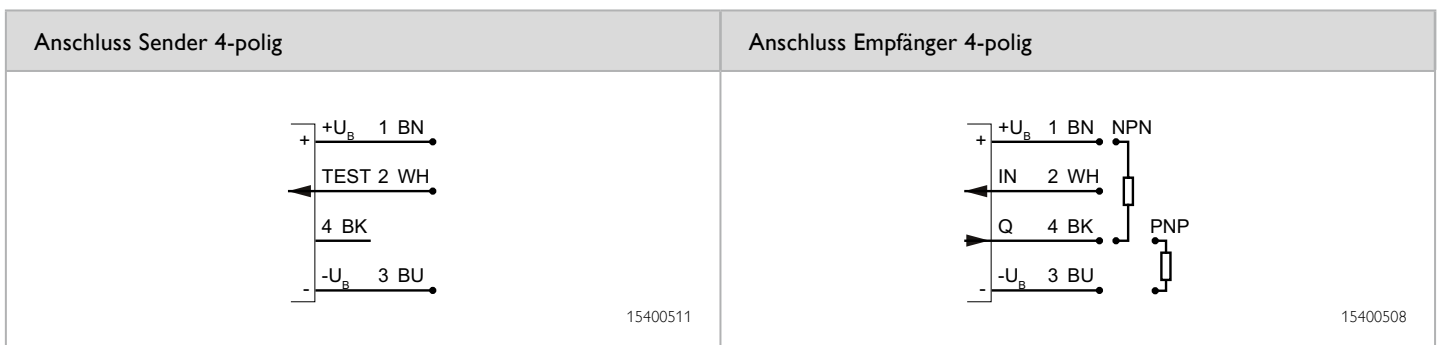 Anschluss Sender 4-polig
Anschluss Empfänger 4-polig
+U_B 1 BN
+
TEST 2 WH
4 BK
-U_B 3 BU
-
15400511
+U_B 1 BN NPN
+
IN 2 WH
Q 4 BK PNP
-U_B 3 BU
-
15400508